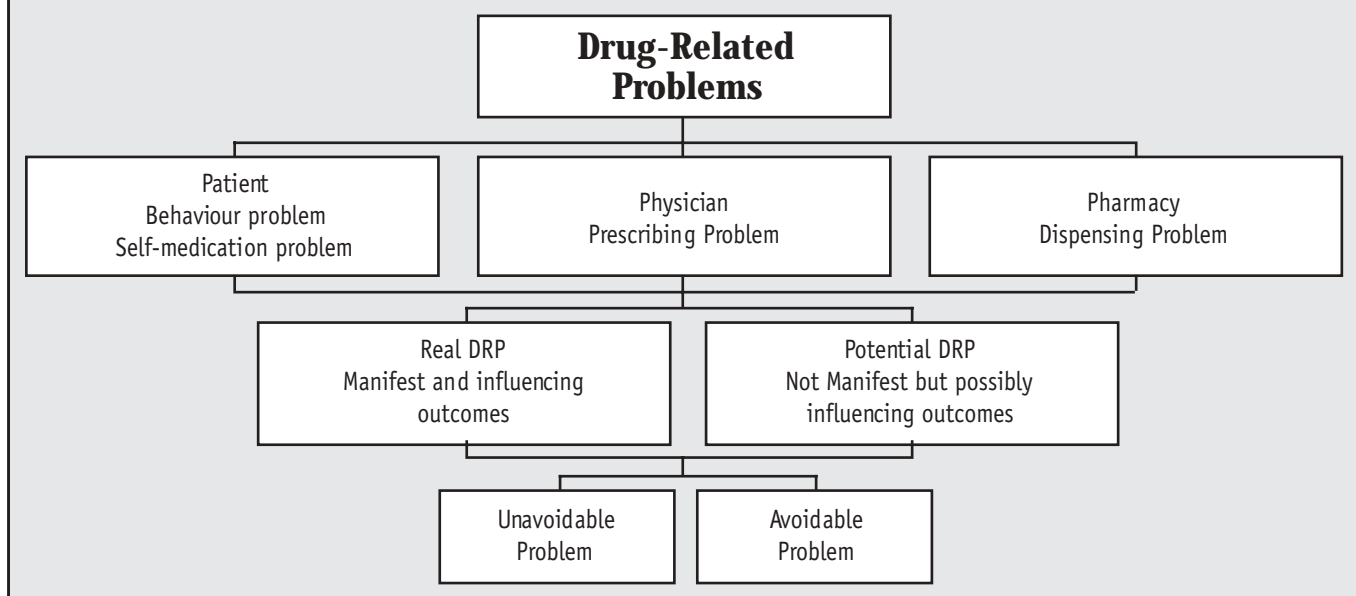 Drug-Related
Problems
Patient
Behaviour problem
Self-medication problem
Physician
Prescribing Problem
Pharmacy
Dispensing Problem
Real DRP
Manifest and influencing
outcomes
Potential DRP
Not Manifest but possibly
influencing outcomes
Unavoidable
Problem
Avoidable
Problem